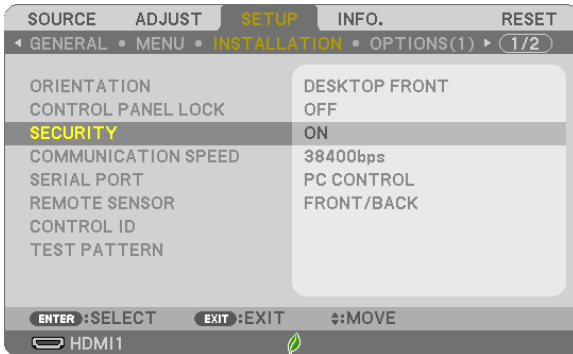 SOURCE ADJUST SETUP INFO. RESET
GENERAL • MENU • INSTALLATION • OPTIONS(1) 1/2
ORIENTATION DESKTOP FRONT
CONTROL PANEL LOCK OFF
SECURITY ON
COMMUNICATION SPEED 38400bps
SERIAL PORT PC CONTROL
REMOTE SENSOR FRONT/BACK
CONTROL ID
TEST PATTERN
ENTER :SELECT EXIT :EXIT :MOVE
HDMI1